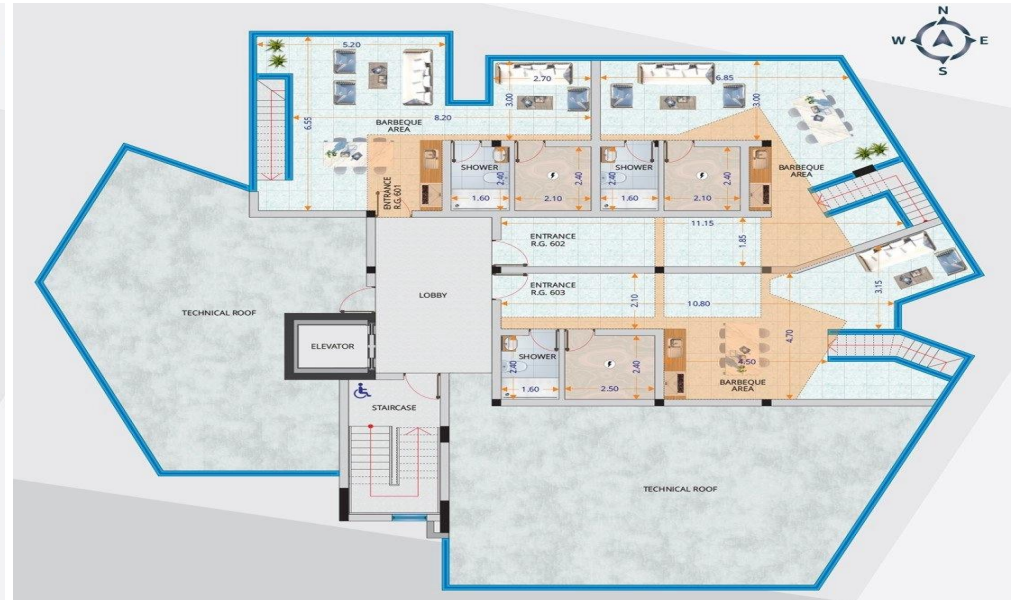 N
W E
S
5.20
2.70
6.85
3.00
3.00
6.55
8.20
BARBEQUE
AREA
SHOWER
2.40
1.60
2.40
2.10
SHOWER
2.40
1.60
2.40
2.10
BARBEQUE
AREA
ENTRANCE
R.G. 601
11.15
1.85
ENTRANCE
R.G. 602
3.15
LOBBY
ENTRANCE
R.G. 603
2.10
10.80
4.70
TECHNICAL ROOF
ELEVATOR
SHOWER
2.40
1.60
2.40
2.50
4.50
BARBEQUE
AREA
STAIRCASE
TECHNICAL ROOF